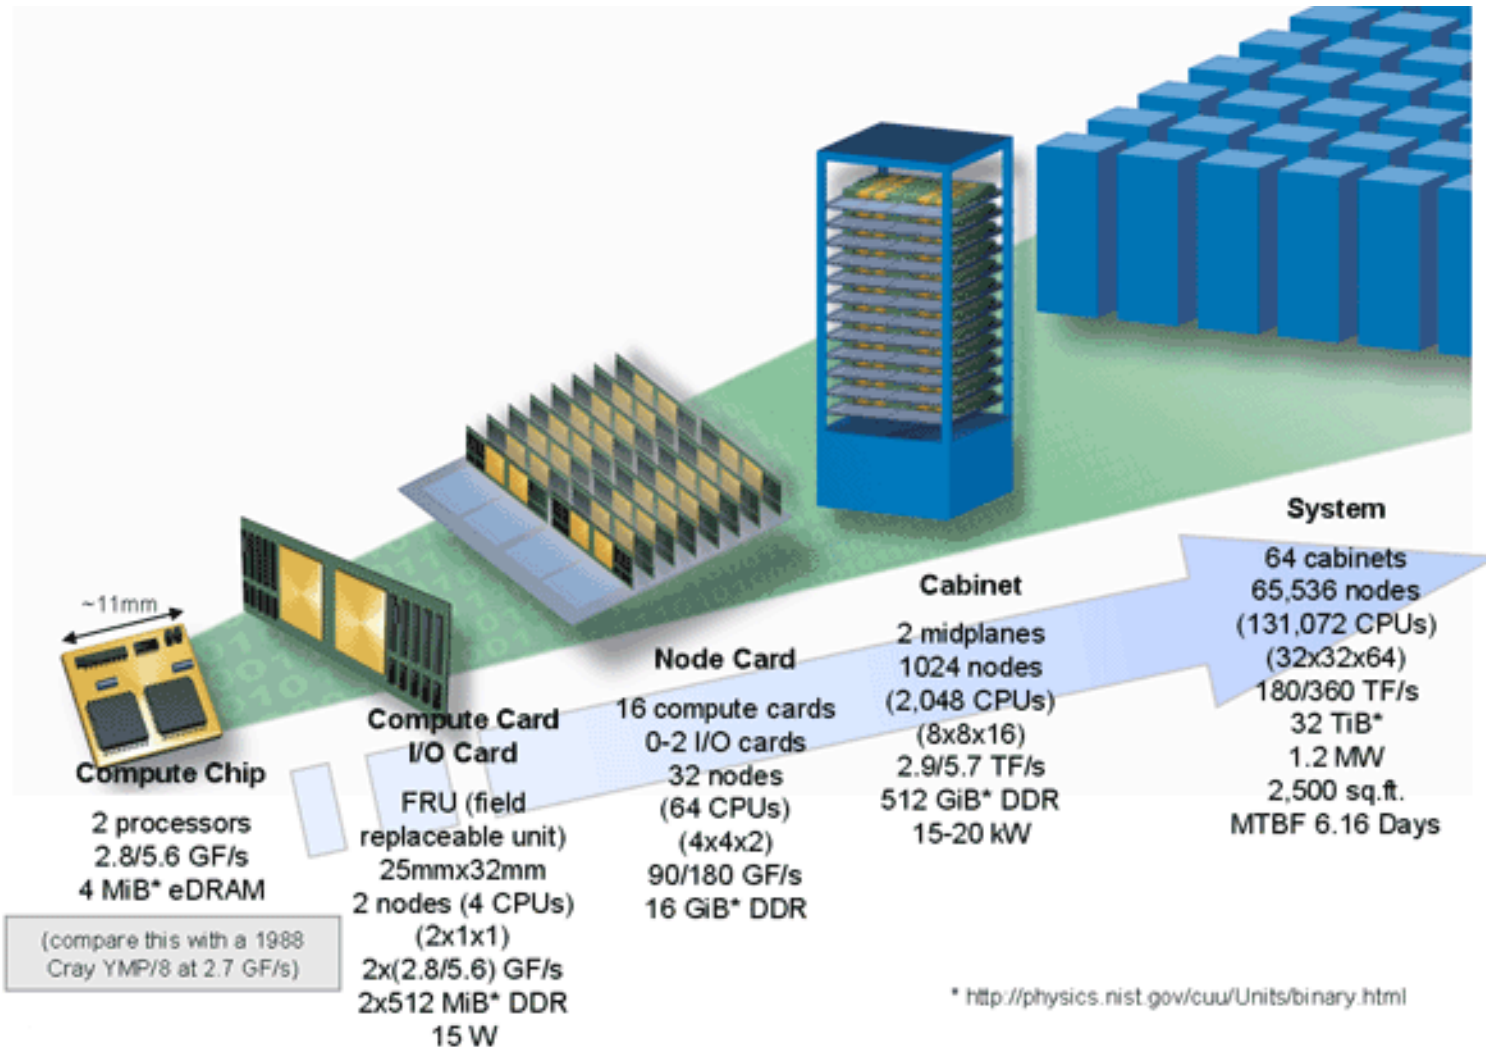 ~11mm
Compute Chip
2 processors
2.8/5.6 GF/s
4 MiB* eDRAM
(compare this with a 1988
Cray YMP/8 at 2.7 GF/s)
Compute Card
I/O Card
FRU (field
replaceable unit)
25mmx32mm
2 nodes (4 CPUs)
(2x1x1)
2x(2.8/5.6) GF/s
2x512 MiB* DDR
15 W
Node Card
16 compute cards
0-2 I/O cards
32 nodes
(64 CPUs)
(4x4x2)
90/180 GF/s
16 GiB* DDR
Cabinet
2 midplanes
1024 nodes
(2,048 CPUs)
(8x8x16)
2.9/5.7 TF/s
512 GiB* DDR
15-20 kW
System
64 cabinets
65,536 nodes
(131,072 CPUs)
(32x32x64)
180/360 TF/s
32 TiB*
1.2 MW
2,500 sq.ft.
MTBF 6.16 Days
* http://physics.nist.gov/cuu/Units/binary.html